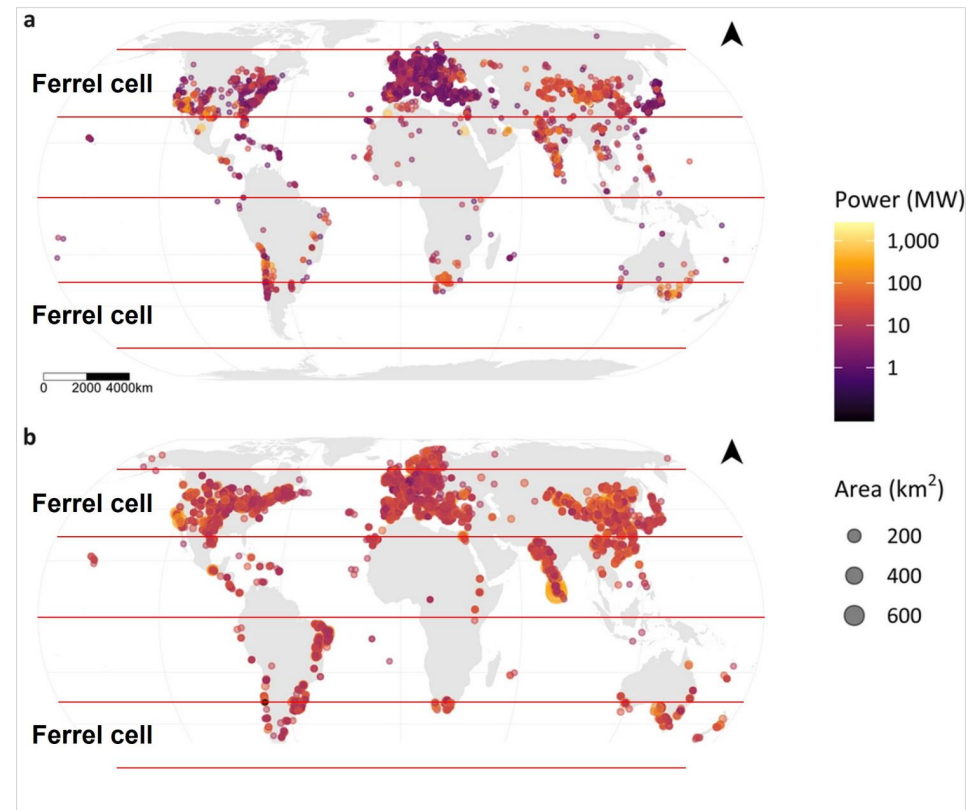 a
Ferrel cell
Ferrel cell
0 2000 4000km
Power (MW)
1,000
100
10
1
b
Ferrel cell
Ferrel cell
Area (km²)
200
400
600